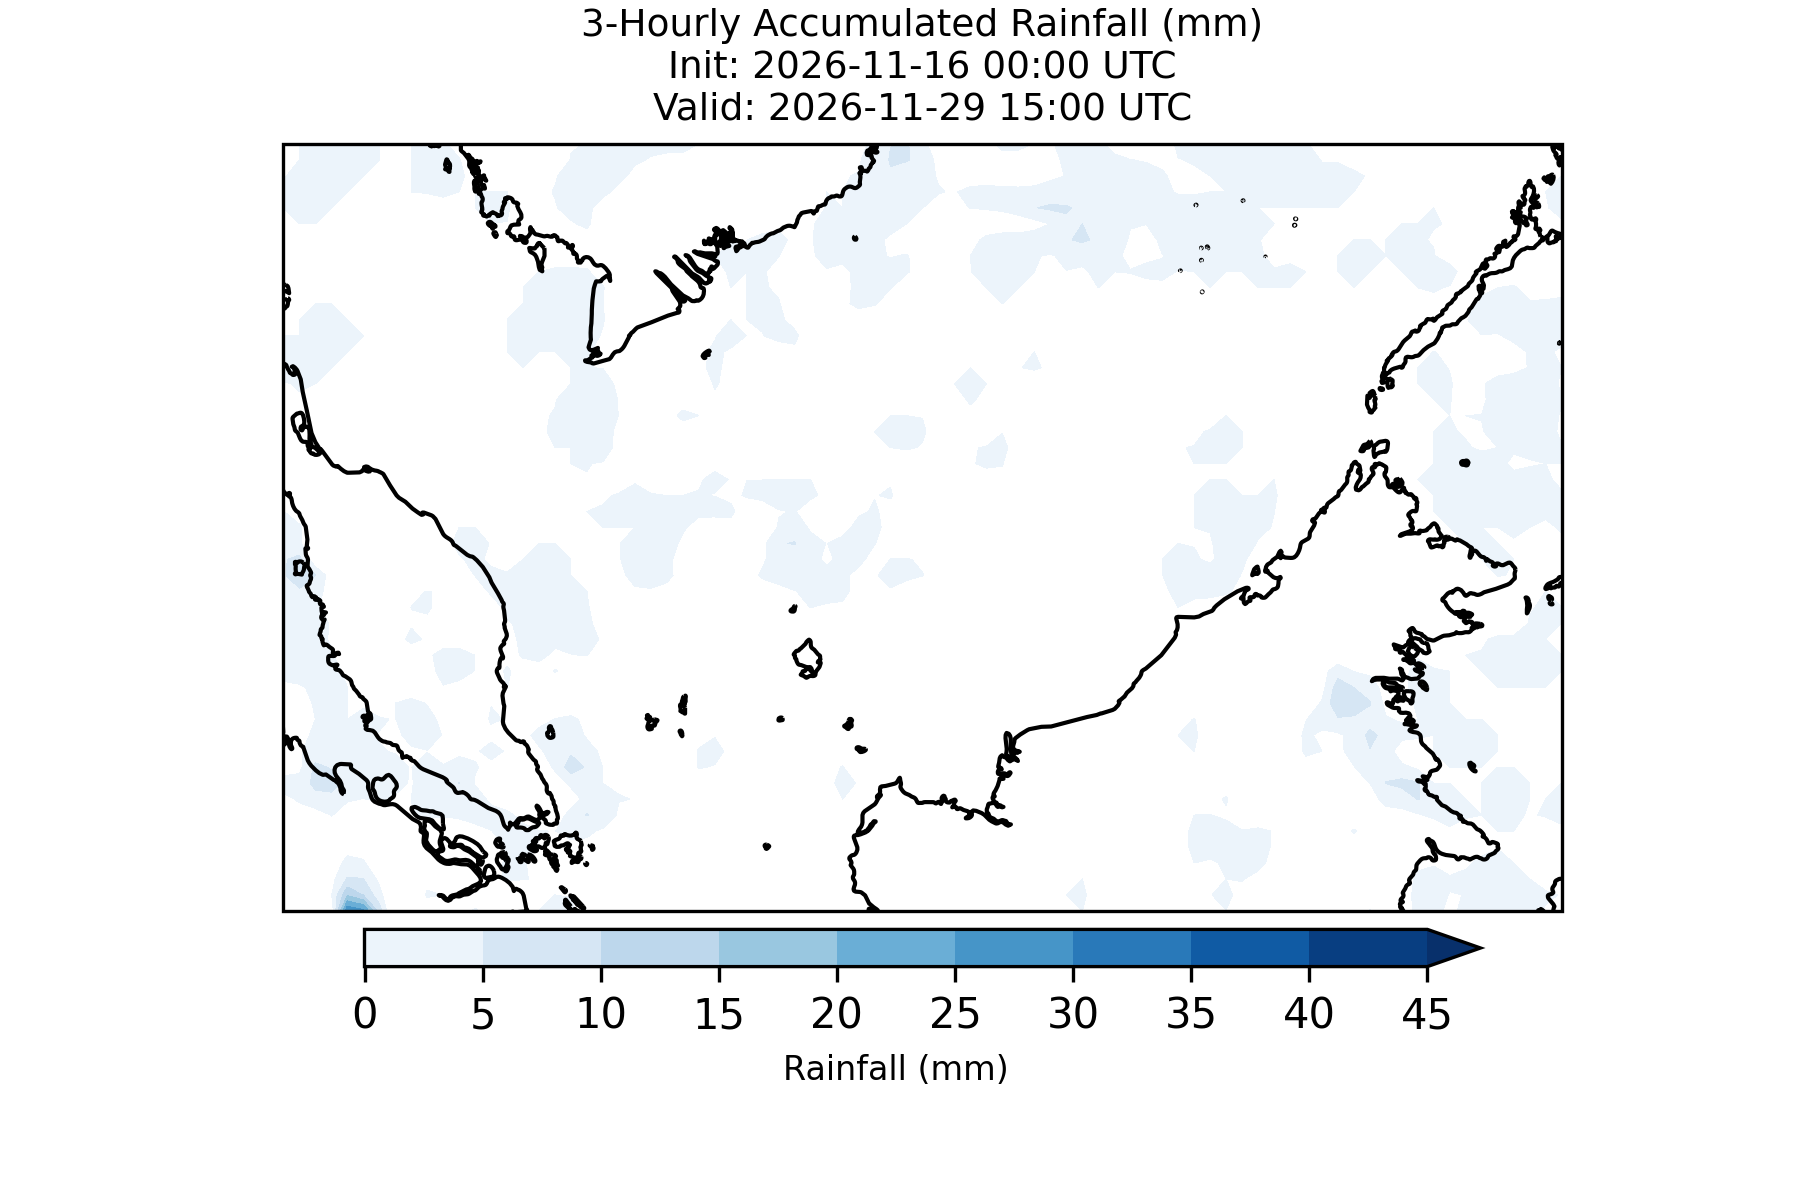 3-Hourly Accumulated Rainfall (mm)
Init: 2026-11-16 00:00 UTC
Valid: 2026-11-29 15:00 UTC
0 5 10 15 20 25 30 35 40 45
Rainfall (mm)